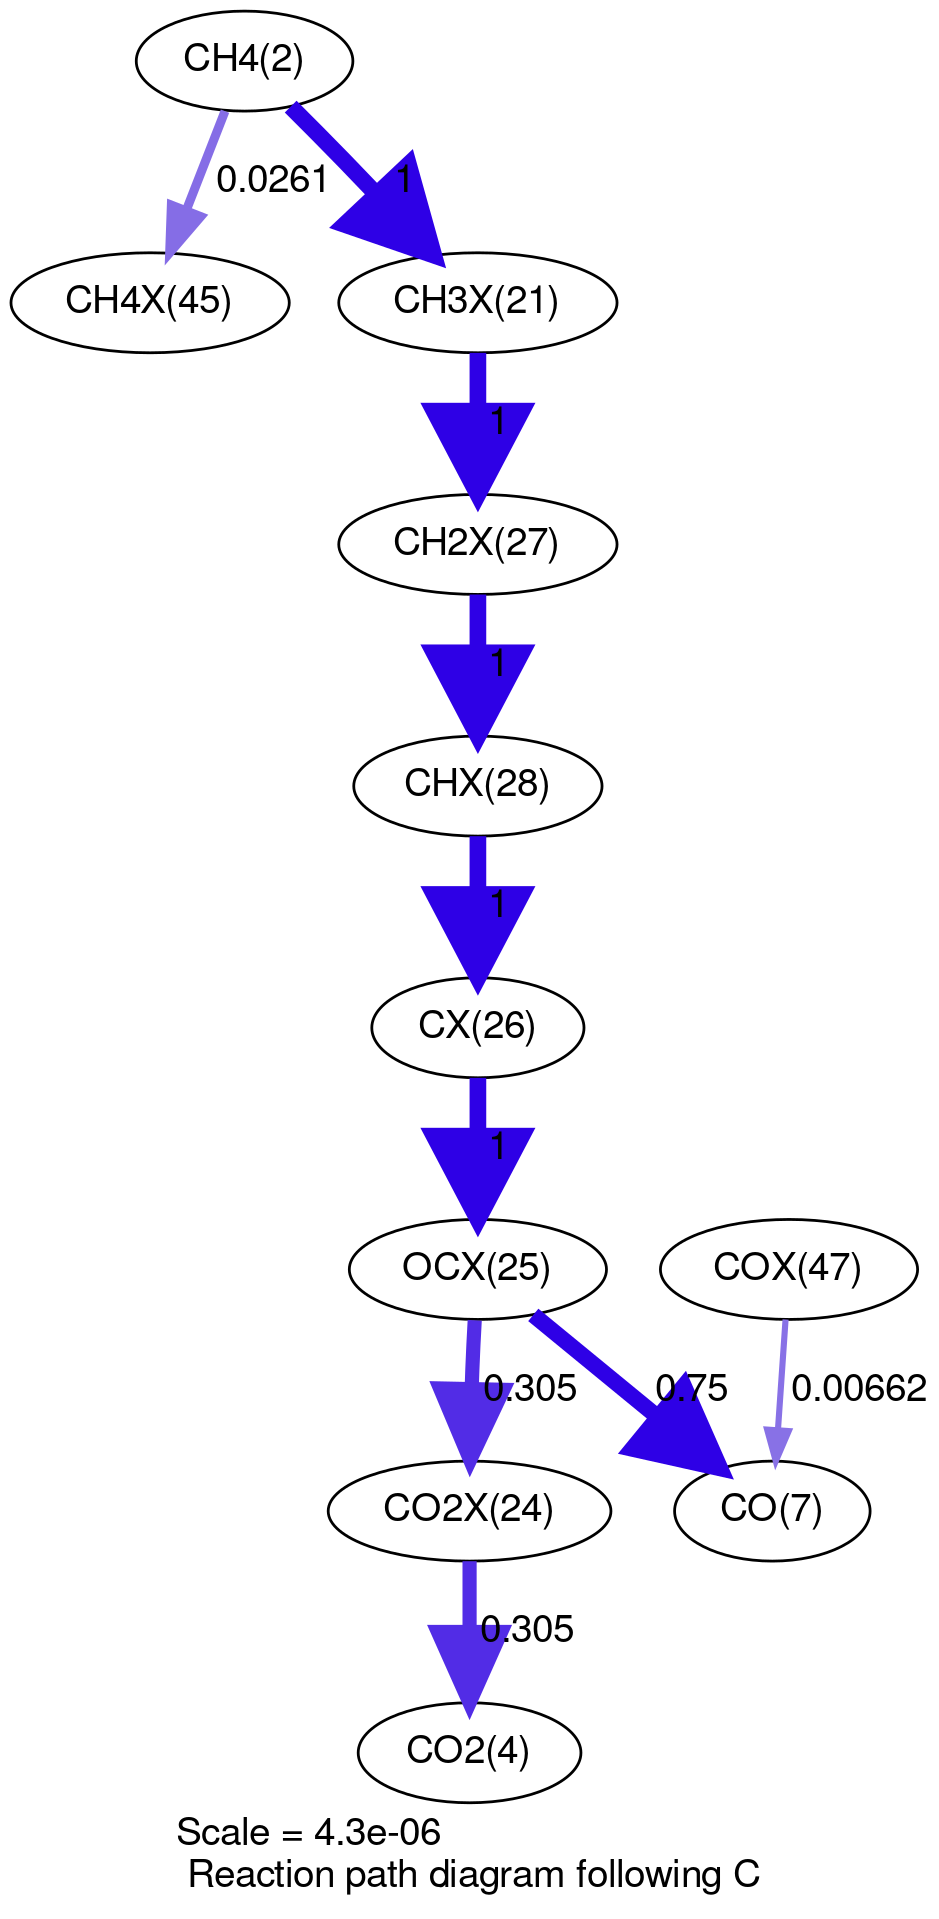 CH4(2)
0.0261
1
CH4X(45)
CH3X(21)
1
CH2X(27)
1
CHX(28)
1
CX(26)
1
OCX(25)
COX(47)
0.305
0.75
0.00662
CO2X(24)
CO(7)
0.305
CO2(4)
Scale = 4.3e-06
Reaction path diagram following C